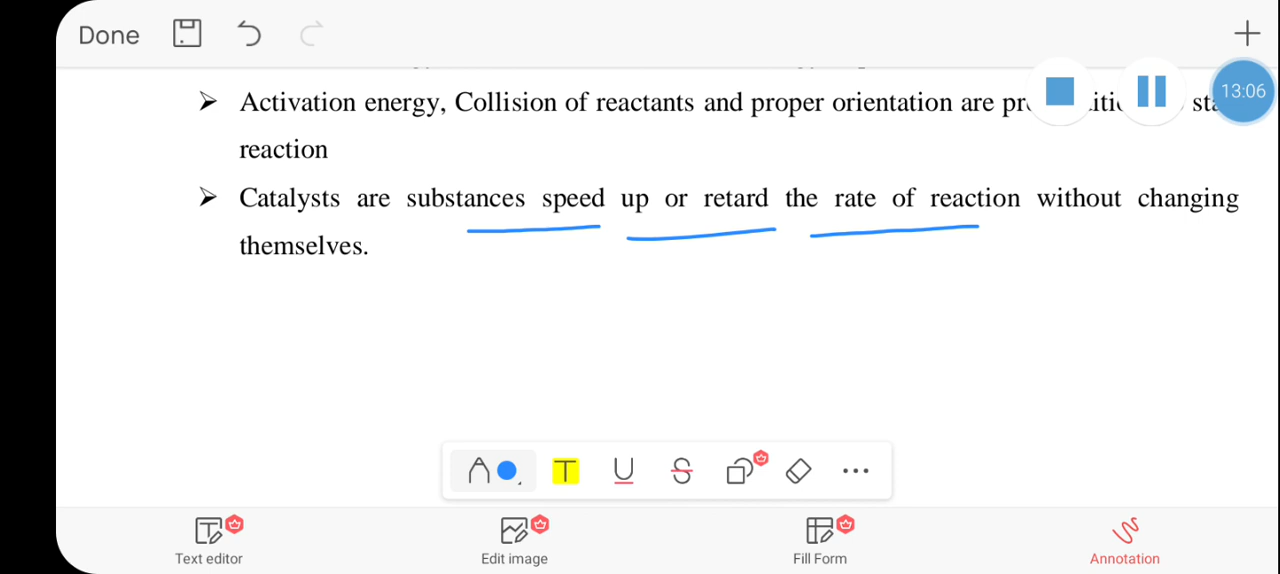 Done
13:06
➢ Activation energy, Collision of reactants and proper orientation are
reaction
➢ Catalysts are substances speed up or retard the rate of reaction without changing
themselves.
T U S
Text editor
Edit image
Fill Form
Annotation